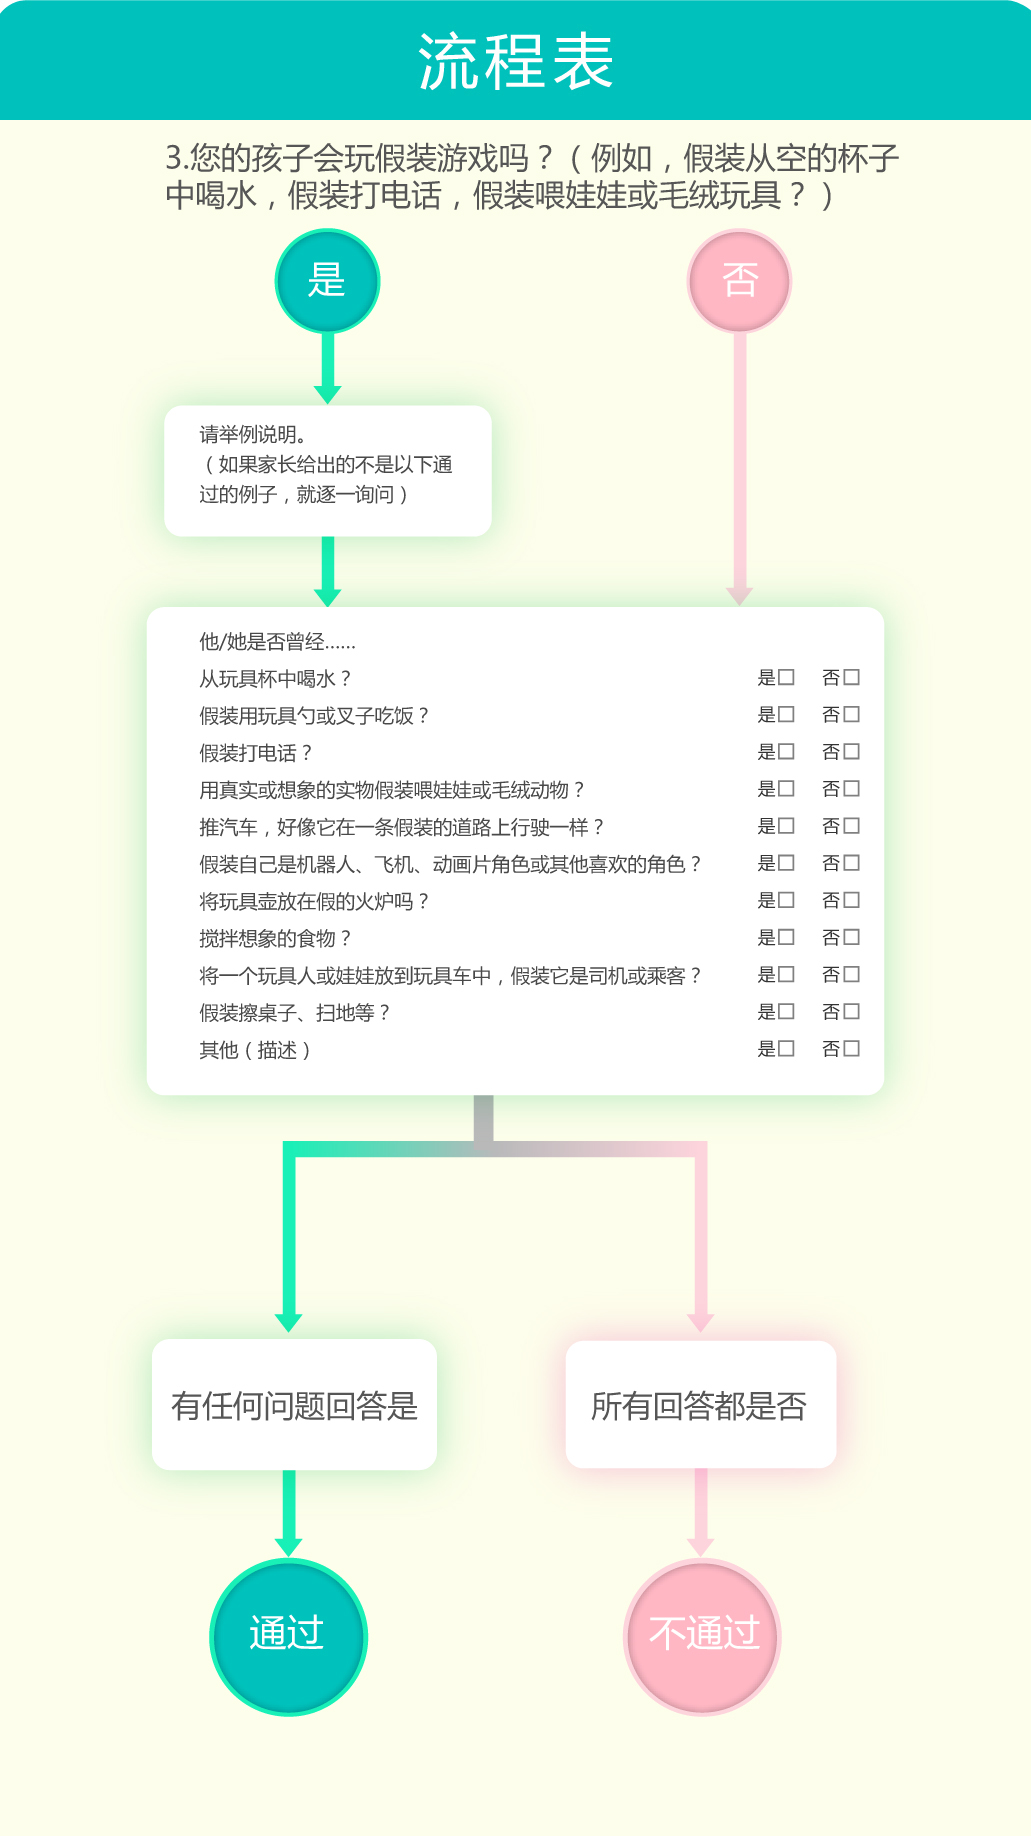 流程表
3.您的孩子会玩假装游戏吗？（例如，假装从空的杯子
中喝水，假装打电话，假装喂娃娃或毛绒玩具？）
是
否
请举例说明。
（如果家长给出的不是以下通
过的例子，就逐一询问）
他/她是否曾经......
从玩具杯中喝水？ 是□ 否□
假装用玩具勺或叉子吃饭？ 是□ 否□
假装打电话？ 是□ 否□
用真实或想象的实物假装喂娃娃或毛绒动物？ 是□ 否□
推汽车，好像它在一条假装的道路上行驶一样？ 是□ 否□
假装自己是机器人、飞机、动画片角色或其他喜欢的角色？ 是□ 否□
将玩具壶放在假的火炉吗？ 是□ 否□
搅拌想象的食物？ 是□ 否□
将一个玩具人或娃娃放到玩具车中，假装它是司机或乘客？ 是□ 否□
假装擦桌子、扫地等？ 是□ 否□
其他（描述） 是□ 否□
有任何问题回答是
所有回答都是否
通过
不通过